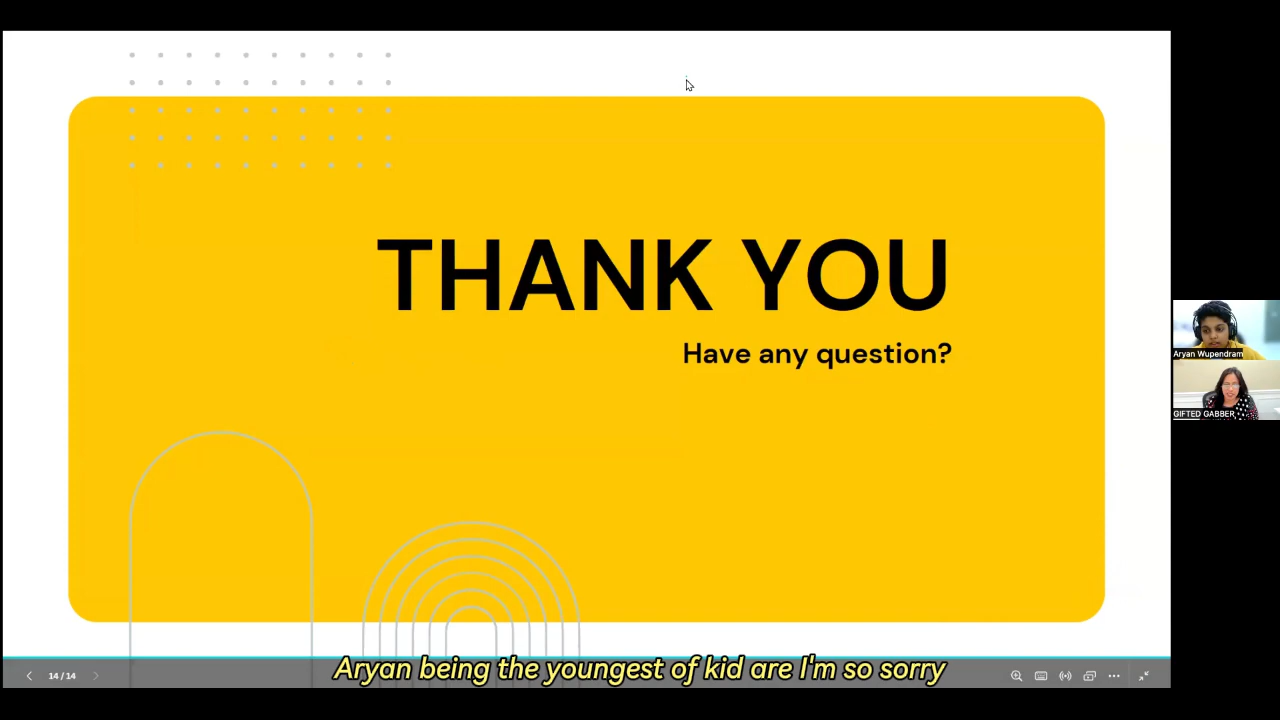 THANK YOU
Have any question?
Aryan Wupendram
GIFTED GABBER
Aryan being the youngest of kid are I'm so sorry
14 / 14